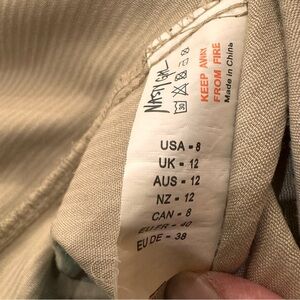 NASTY GAL
30
KEEP AWAY
FROM FIRE
Made in China
USA - 8
UK - 12
AUS - 12
NZ - 12
CAN - 8
EU FR - 40
EU DE - 38